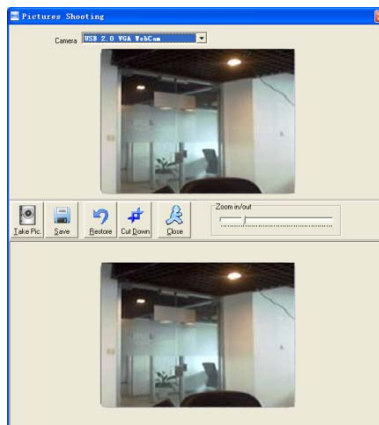 Pictures Shooting
Camera USB 2.0 VGA WebCam
Zoom in/out
Take Pic. Save Restore Cut Down Close